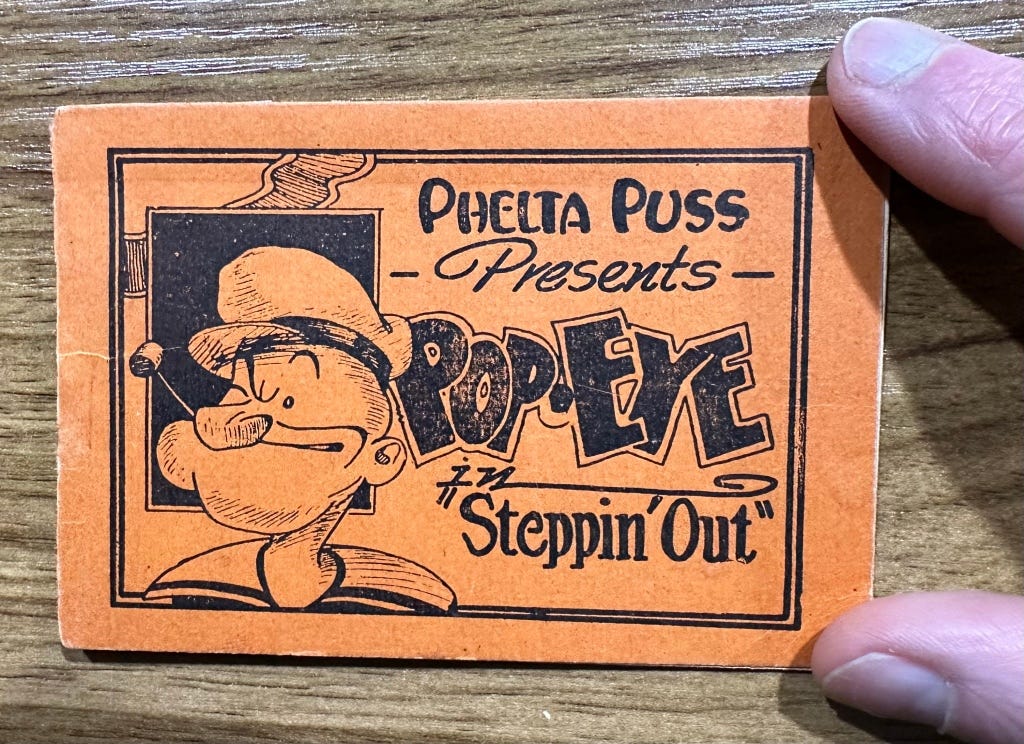 PHELTA PUSS
- Presents -
POP-EYE
in
"Steppin' Out"